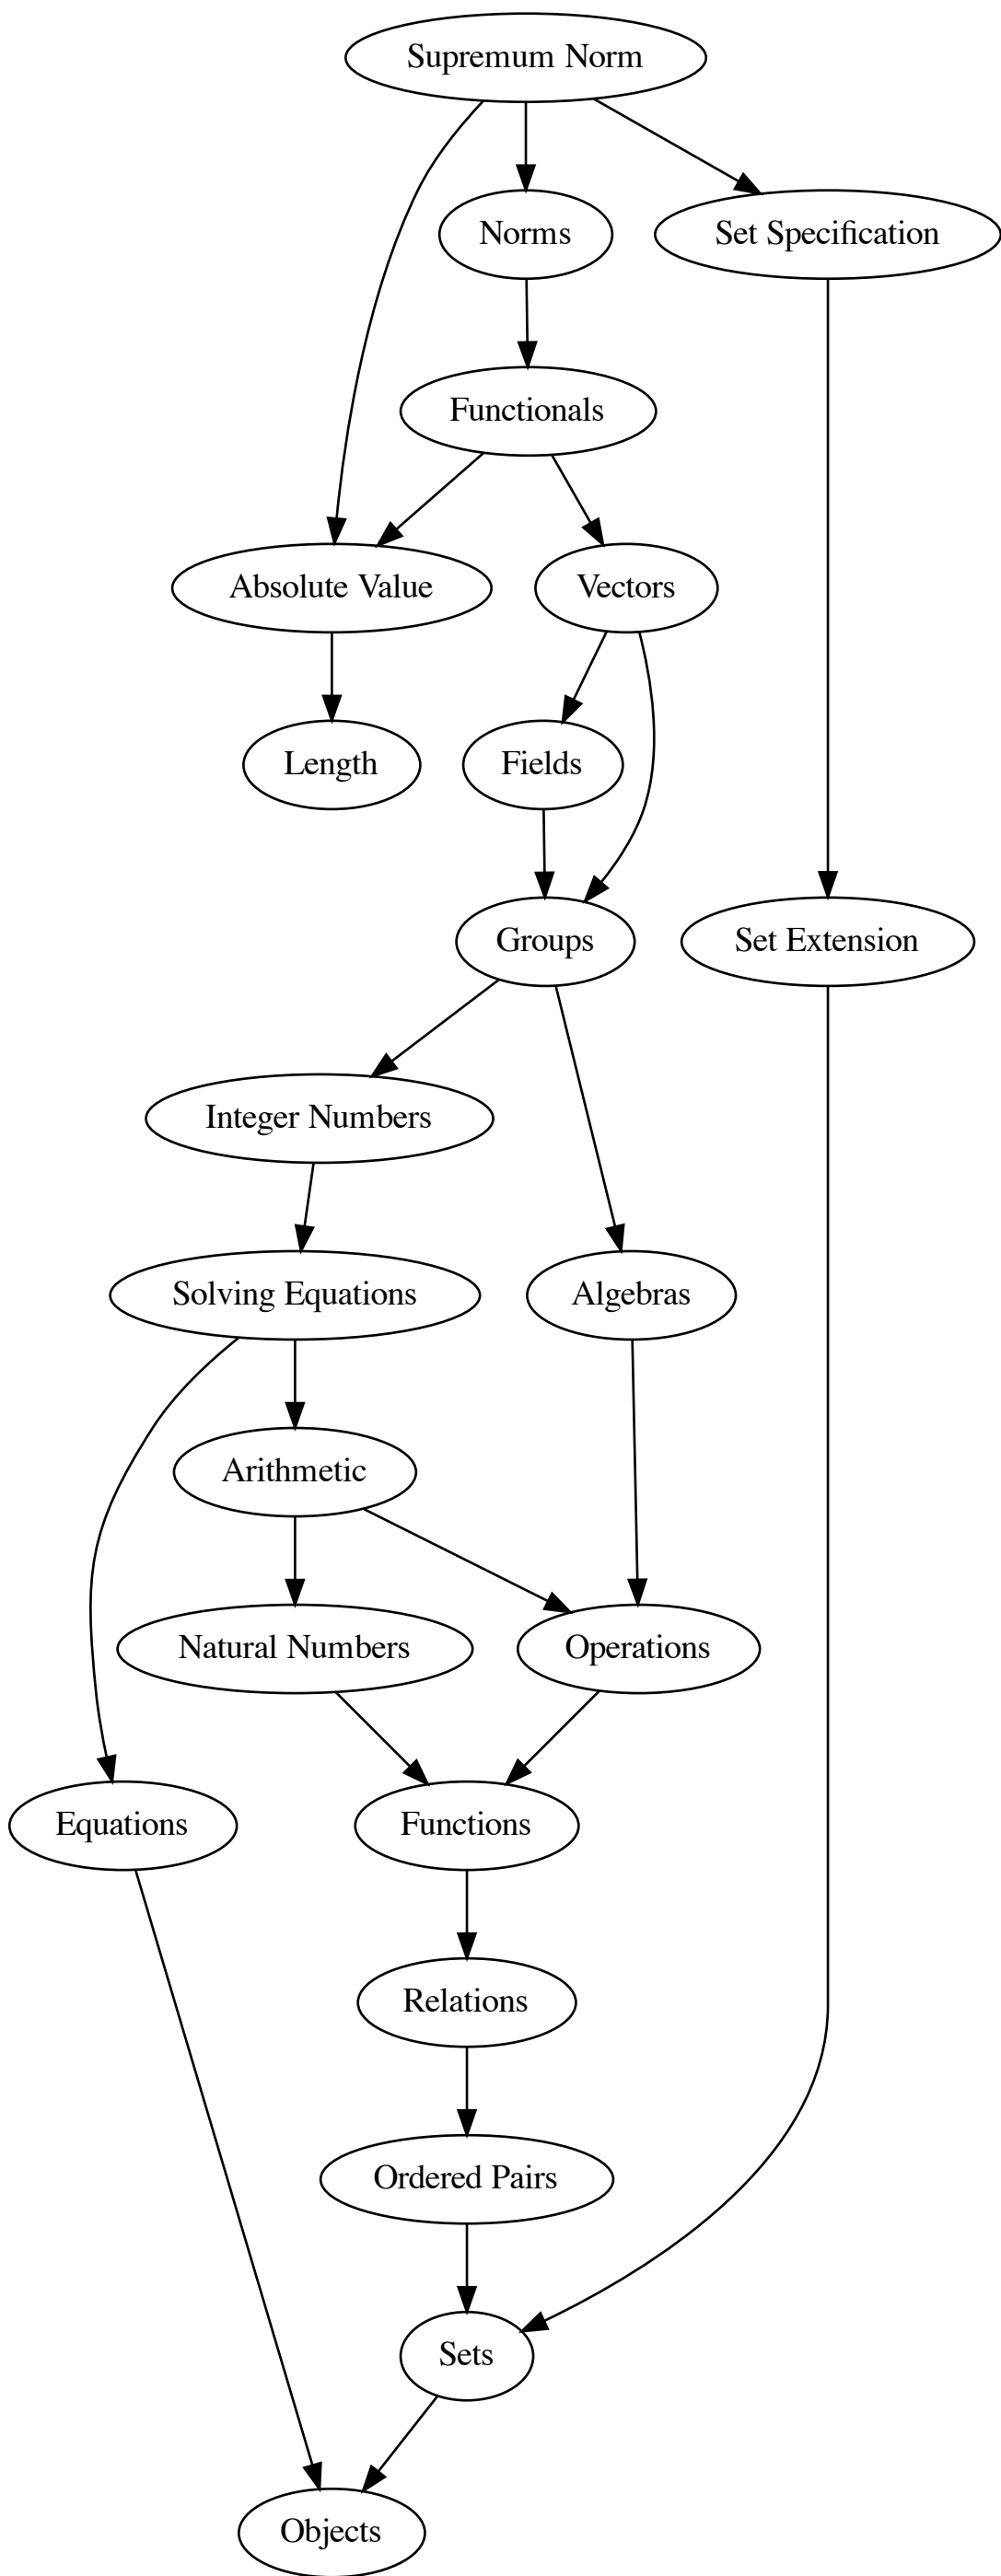 Supremum Norm
Norms
Set Specification
Functionals
Absolute Value
Vectors
Length
Fields
Groups
Set Extension
Integer Numbers
Solving Equations
Algebras
Arithmetic
Natural Numbers
Operations
Equations
Functions
Relations
Ordered Pairs
Sets
Objects